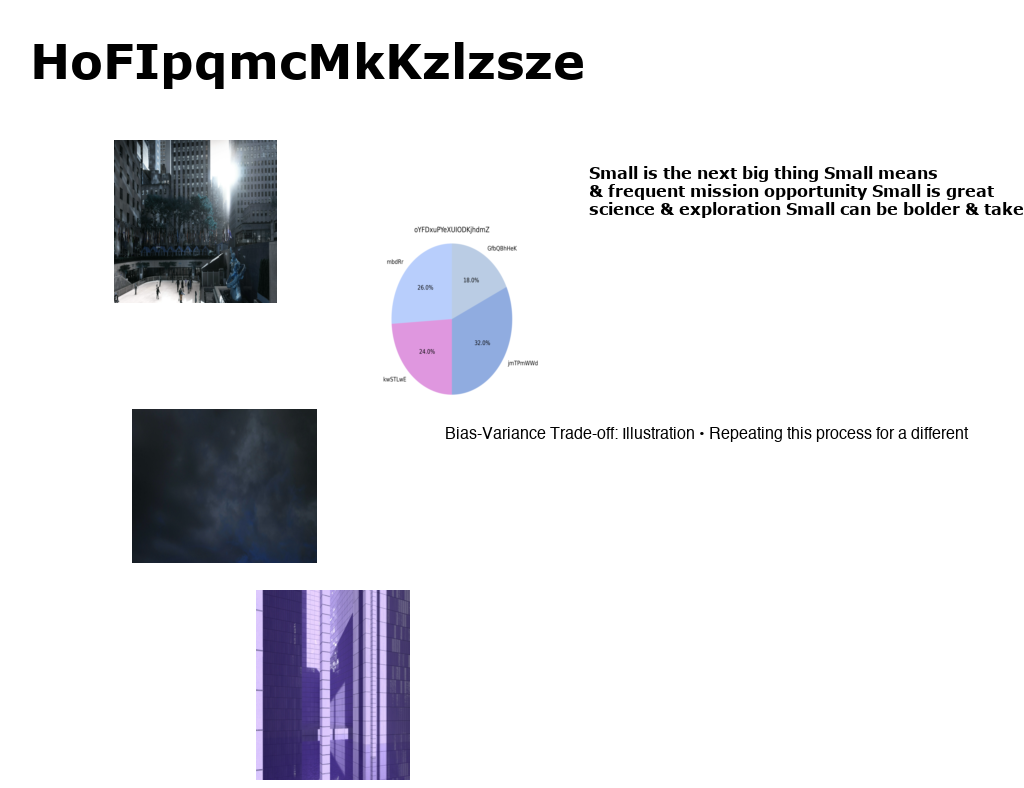 HoFIpqmcMkKzlzsze
Small is the next big thing Small means
& frequent mission opportunity Small is great
science & exploration Small can be bolder & take
oYFDxuPYeXUIODKjhdmZ
GfbQBhHeK
mbdRr
18.0%
26.0%
32.0%
24.0%
jmTPmWWd
kwSTLwE
Bias-Variance Trade-off: Illustration • Repeating this process for a different